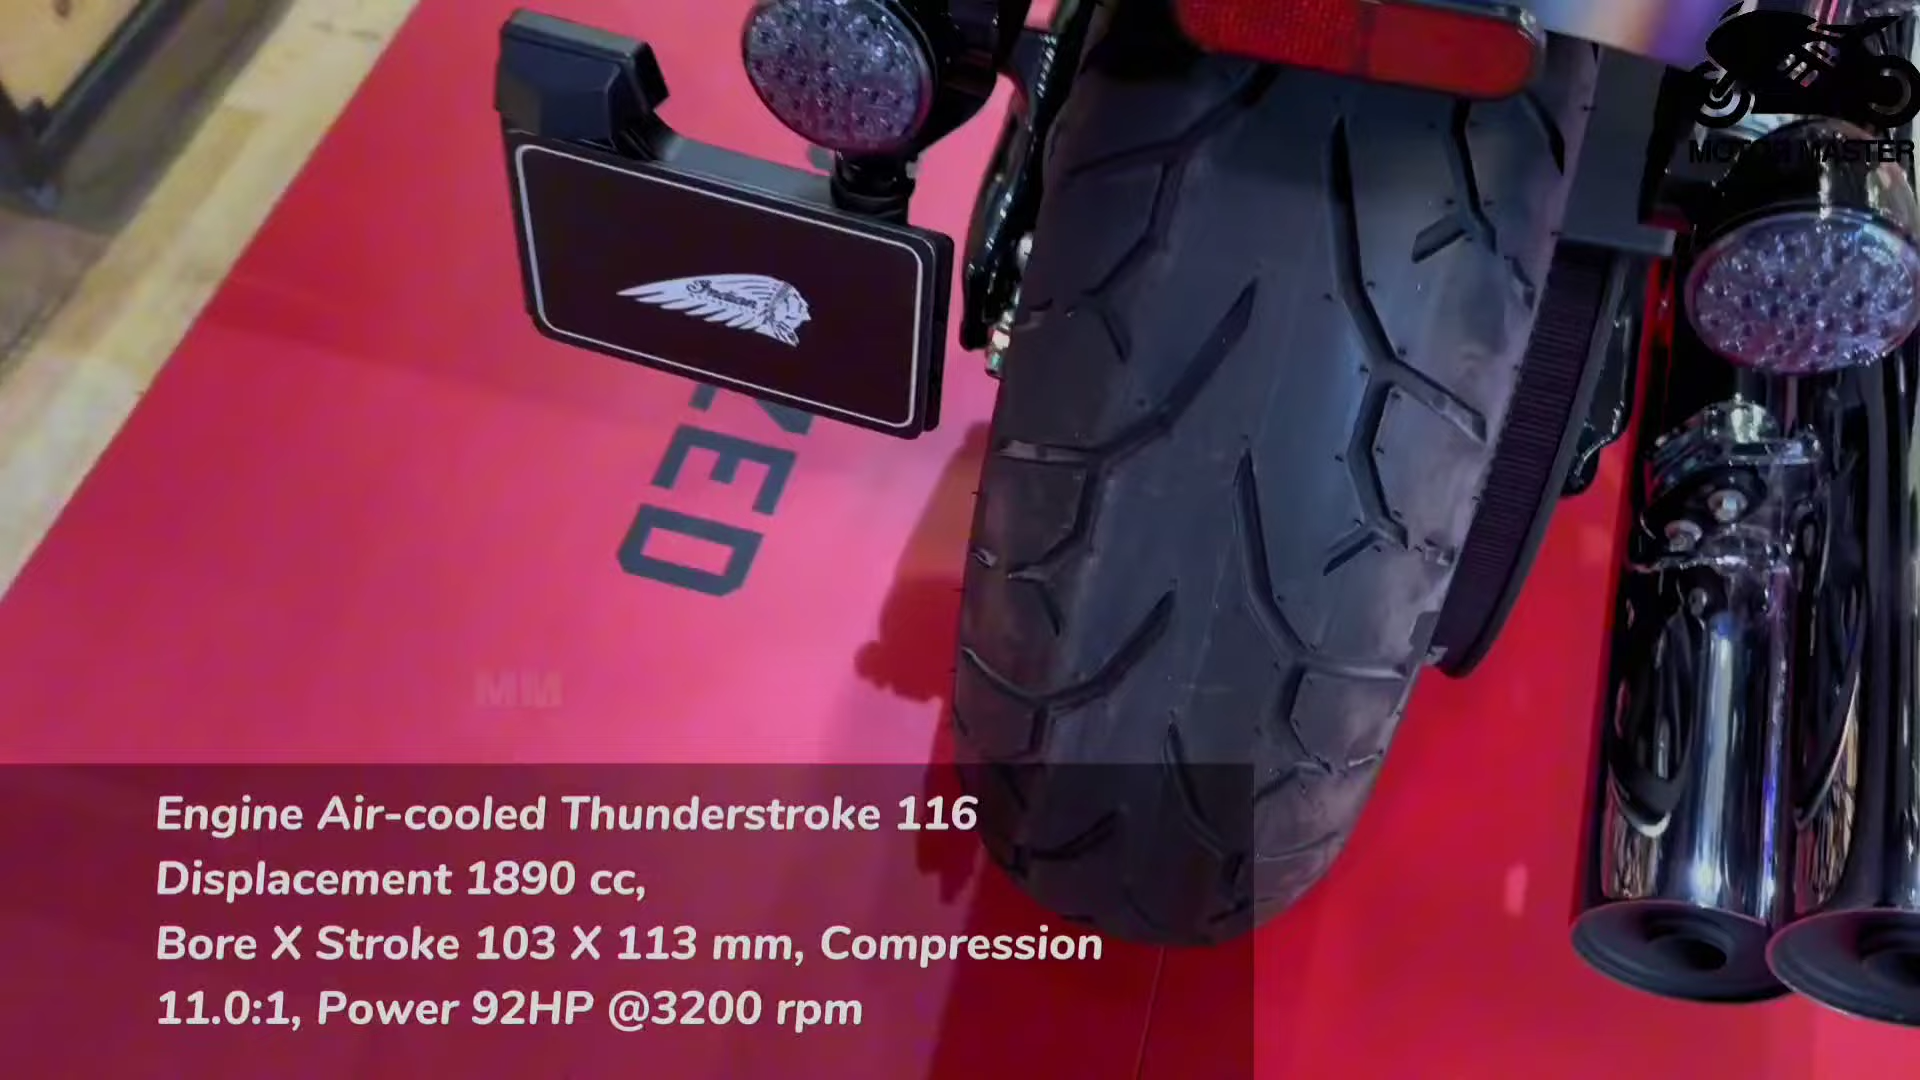 MOTOR MASTER
Indian
ZED
MM
Engine Air-cooled Thunderstroke 116
Displacement 1890 cc,
Bore X Stroke 103 X 113 mm, Compression
11.0:1, Power 92HP @3200 rpm